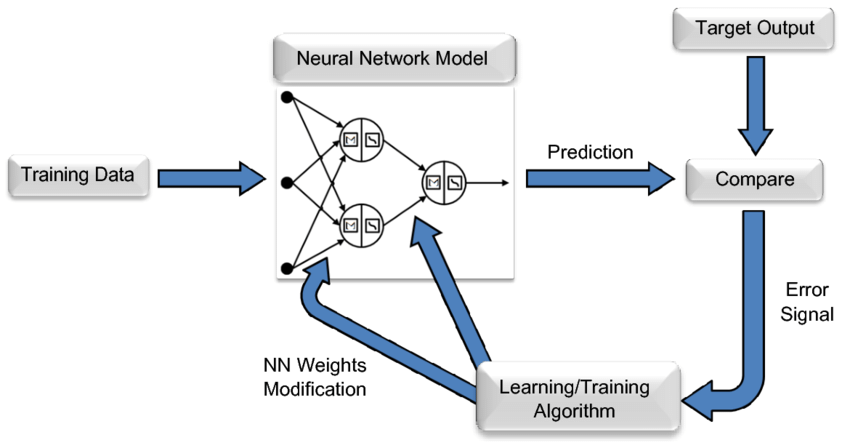 Target Output
Neural Network Model
Training Data
Prediction
Compare
Error
Signal
NN Weights
Modification
Learning/Training
Algorithm